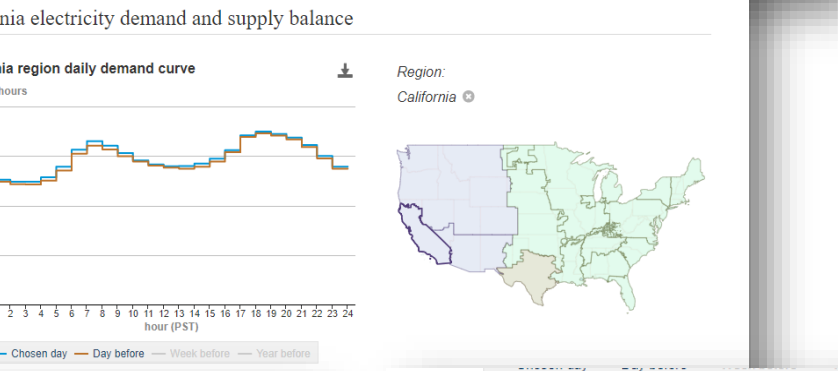 nia electricity demand and supply balance
nia region daily demand curve
hours
Region:
California
2 3 4 5 6 7 8 9 10 11 12 13 14 15 16 17 18 19 20 21 22 23 24
hour (PST)
Chosen day Day before Week before Year before